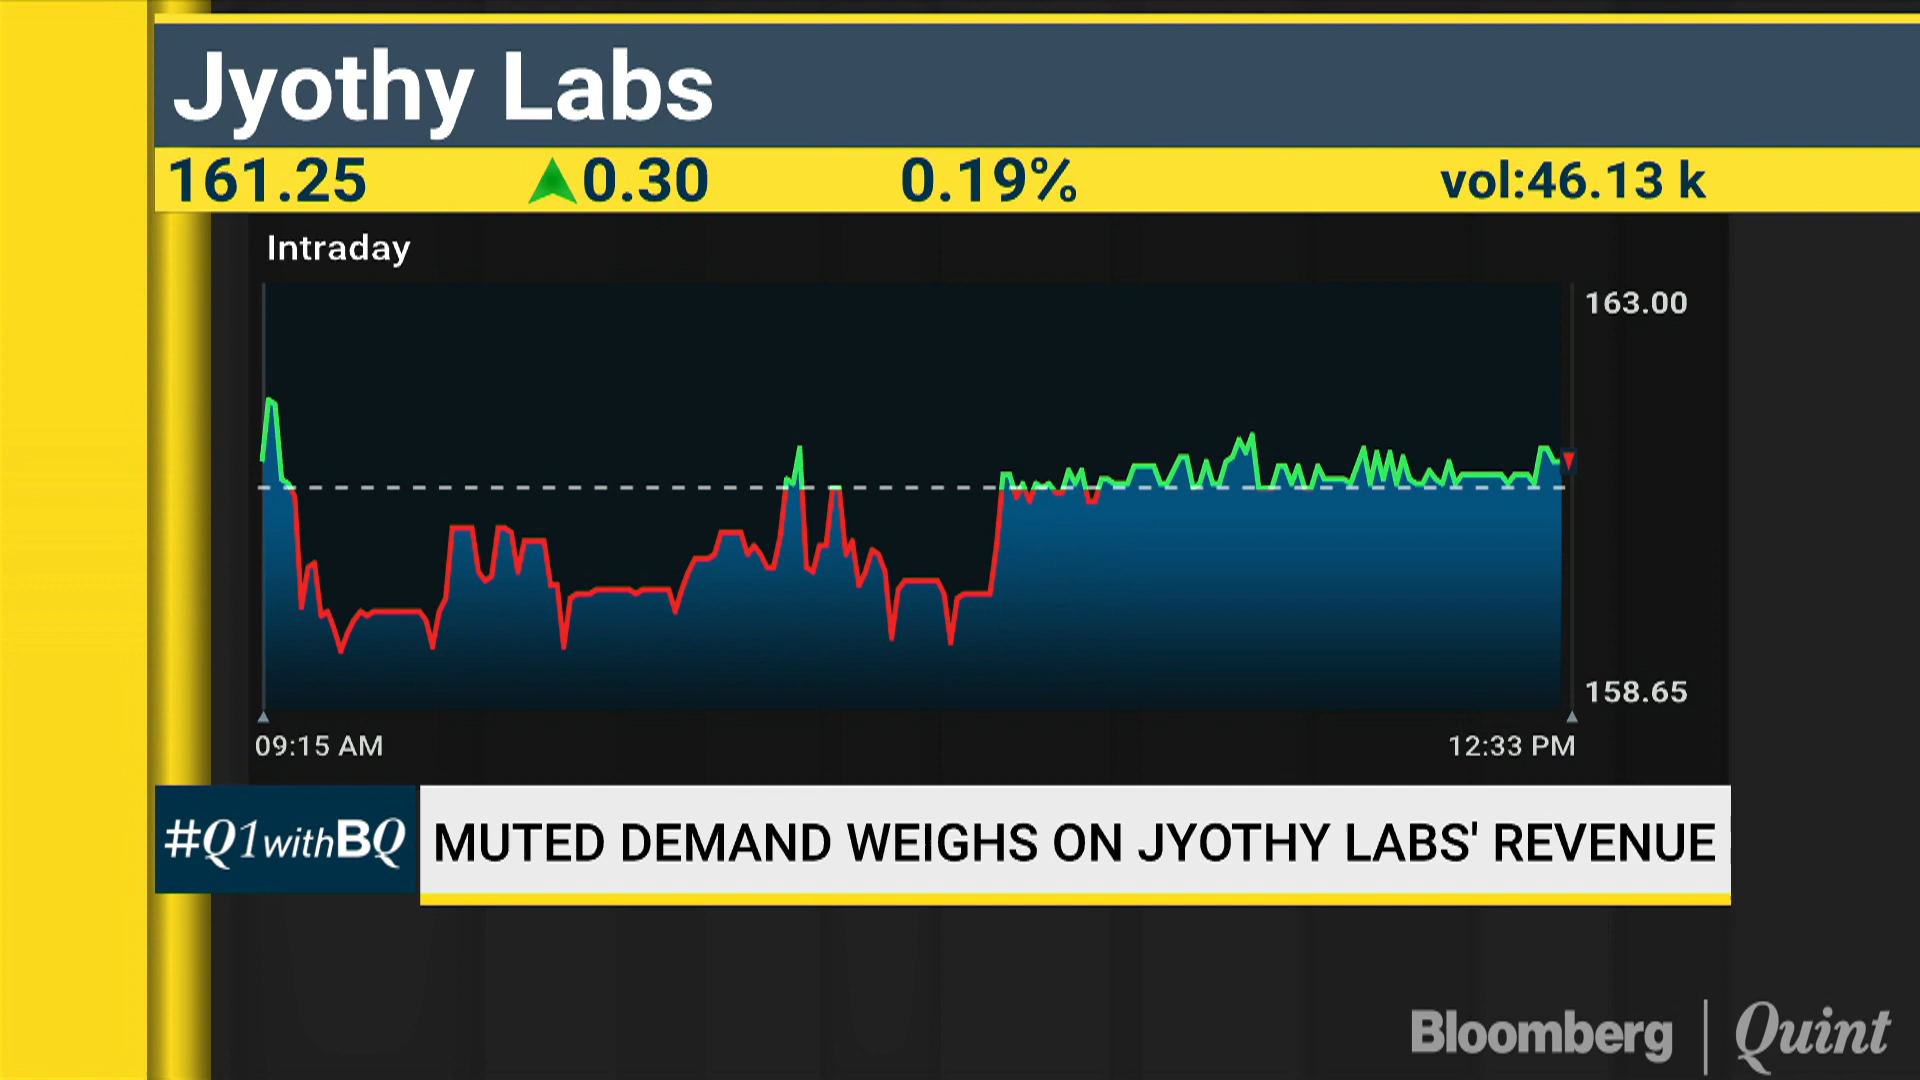 Jyothy Labs
161.25 ▲0.30 0.19% vol:46.13 k
Intraday
163.00
158.65
09:15 AM 12:33 PM
#Q1withBQ MUTED DEMAND WEIGHS ON JYOTHY LABS' REVENUE
Bloomberg | Quint